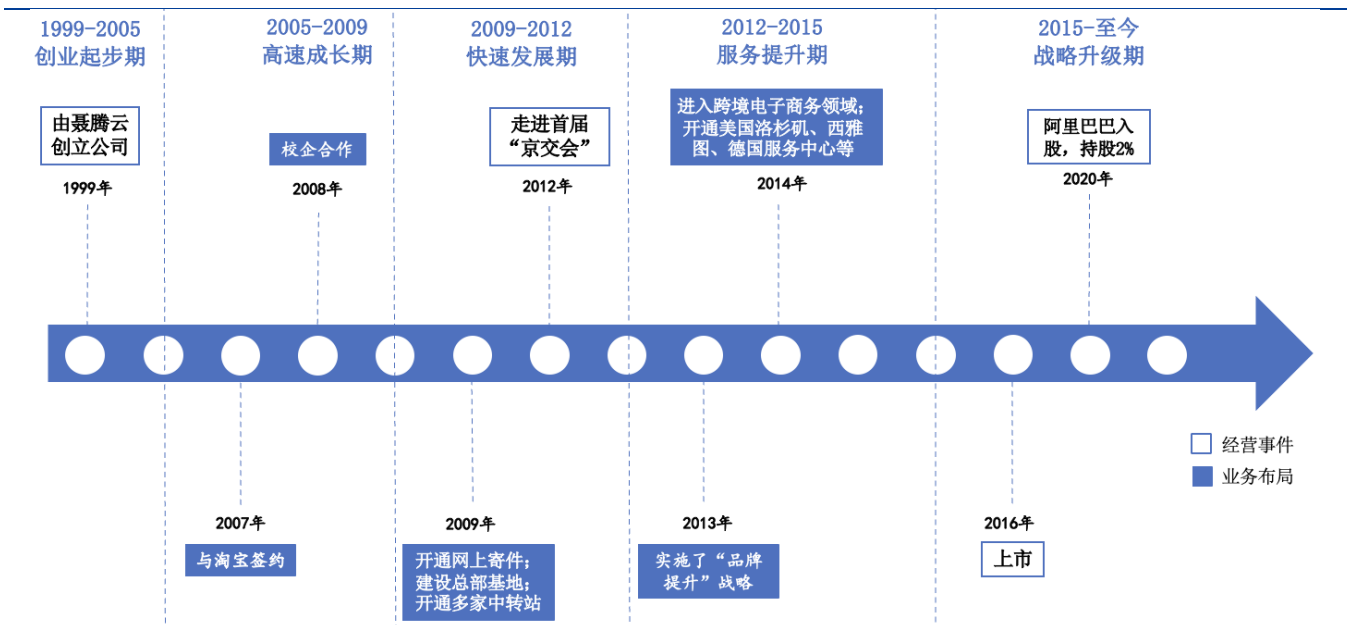 1999-2005
创业起步期
2005-2009
高速成长期
2009-2012
快速发展期
2012-2015
服务提升期
2015-至今
战略升级期
由聂腾云
创立公司
1999年
校企合作
2008年
走进首届
“京交会”
2012年
进入跨境电子商务领域；
开通美国洛杉矶、西雅
图、德国服务中心等
2014年
阿里巴巴入
股，持股2%
2020年
经营事件
业务布局
2007年
与淘宝签约
2009年
开通网上寄件；
建设总部基地；
开通多家中转站
2013年
实施了“品牌
提升”战略
2016年
上市